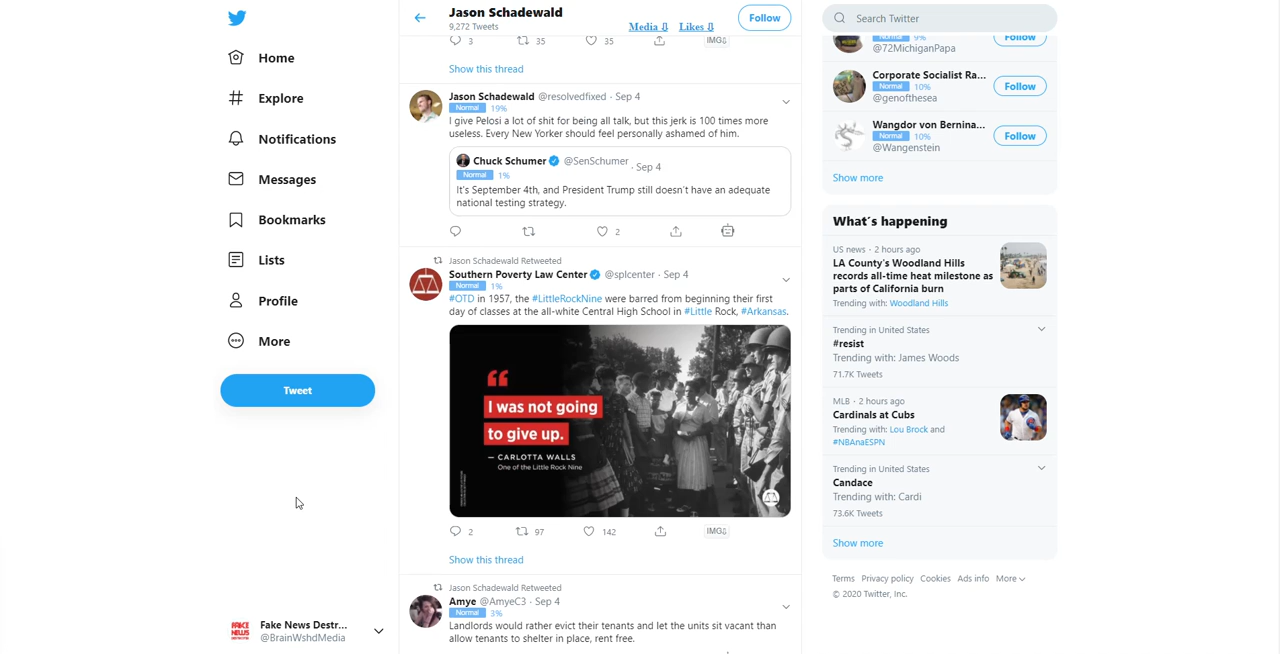 Home
Explore
Notifications
Messages
Bookmarks
Lists
Profile
More
Tweet
Fake News Destr...
@BrainWshdMedia
Jason Schadewald
9,272 Tweets
Media ⇩ Likes ⇩
Follow
3 35 35 IMG⇩
Show this thread
Jason Schadewald @resolvedfixed · Sep 4
Normal 19%
I give Pelosi a lot of shit for being all talk, but this jerk is 100 times more
useless. Every New Yorker should feel personally ashamed of him.
Chuck Schumer @SenSchumer · Sep 4
Normal 1%
It's September 4th, and President Trump still doesn't have an adequate
national testing strategy.
2
Jason Schadewald Retweeted
Southern Poverty Law Center @splcenter · Sep 4
Normal 1%
#OTD in 1957, the #LittleRockNine were barred from beginning their first
day of classes at the all-white Central High School in #Little Rock, #Arkansas.
“
I was not going
to give up.
— CARLOTTA WALLS
One of the Little Rock Nine
2 97 142 IMG⇩
Show this thread
Jason Schadewald Retweeted
Amye @AmyeC3 · Sep 4
Normal 3%
Landlords would rather evict their tenants and let the units sit vacant than
allow tenants to shelter in place, rent free.
Search Twitter
Normal 9%
@72MichiganPapa
Follow
Corporate Socialist Ra...
Normal 10%
@genofthesea
Follow
Wangdor von Bernina...
Normal 10%
@Wangenstein
Follow
Show more
What's happening
US news · 2 hours ago
LA County's Woodland Hills
records all-time heat milestone as
parts of California burn
Trending with: Woodland Hills
Trending in United States
#resist
Trending with: James Woods
71.7K Tweets
MLB · 2 hours ago
Cardinals at Cubs
Trending with: Lou Brock and
#NBAnaESPN
Trending in United States
Candace
Trending with: Cardi
73.6K Tweets
Show more
Terms Privacy policy Cookies Ads info More
© 2020 Twitter, Inc.